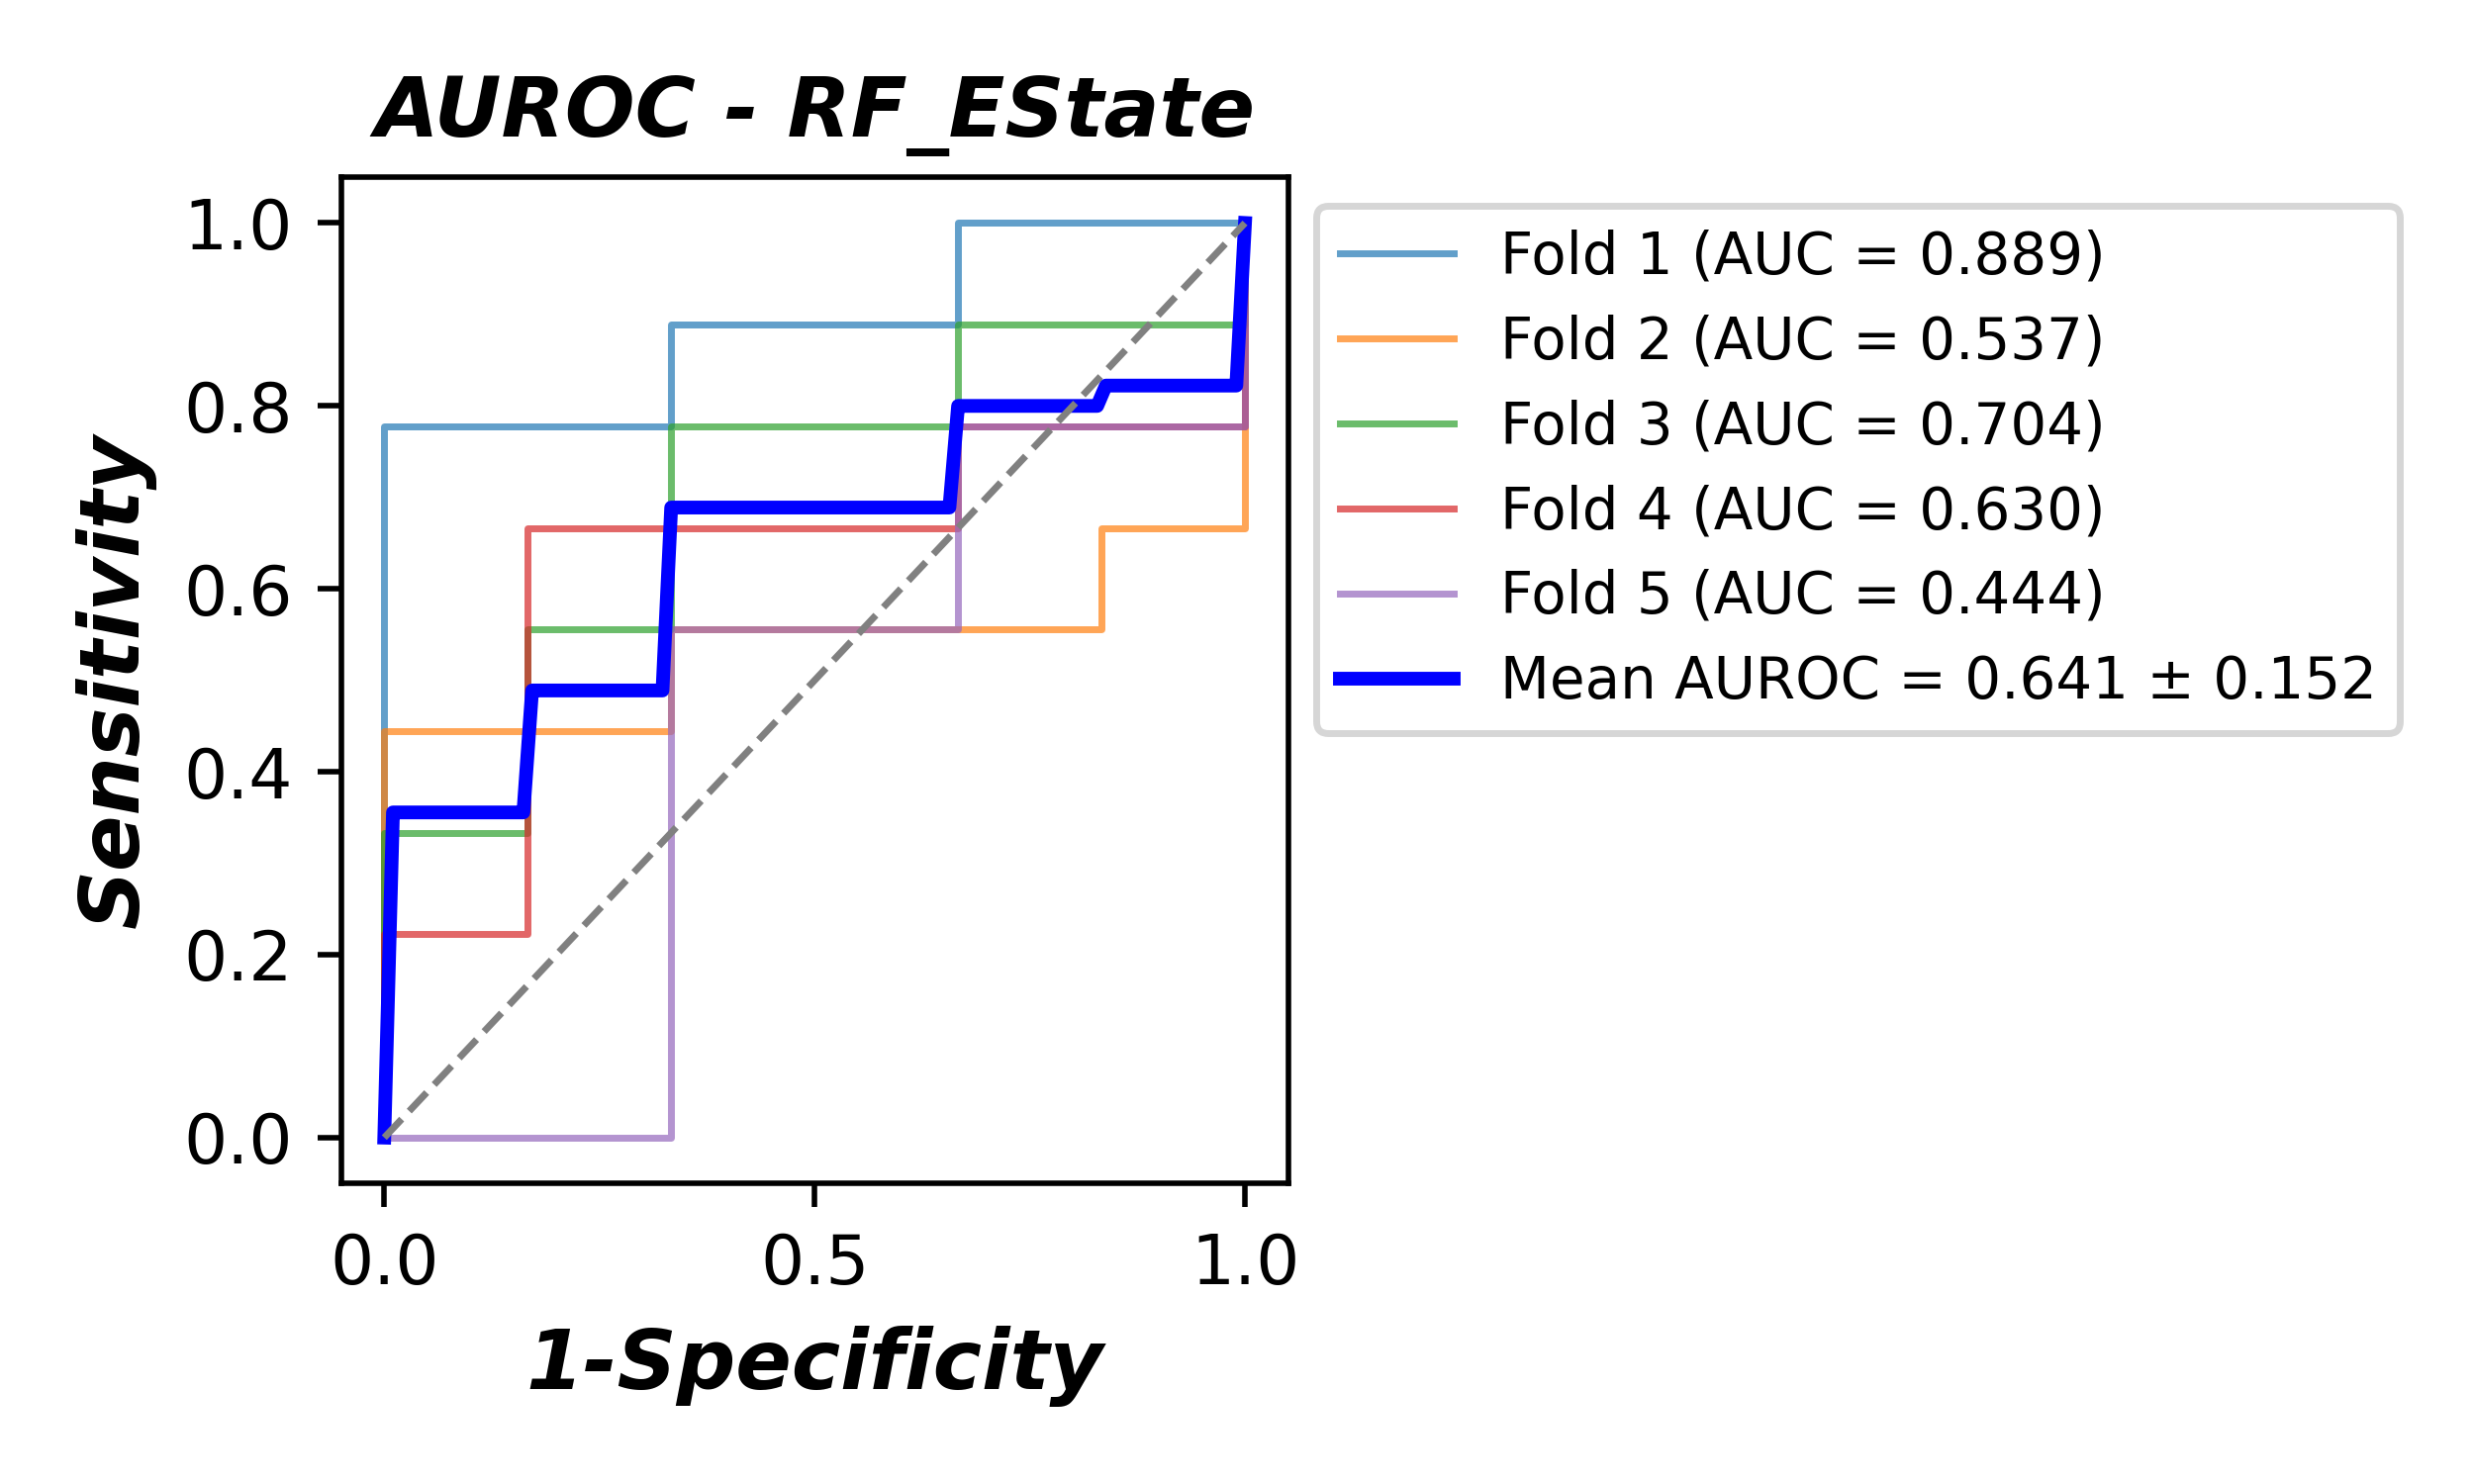 AUROC - RF_EState
Sensitivity
1.0
0.8
0.6
0.4
0.2
0.0
0.0
0.5
1.0
1-Specificity
Fold 1 (AUC = 0.889)
Fold 2 (AUC = 0.537)
Fold 3 (AUC = 0.704)
Fold 4 (AUC = 0.630)
Fold 5 (AUC = 0.444)
Mean AUROC = 0.641 ± 0.152